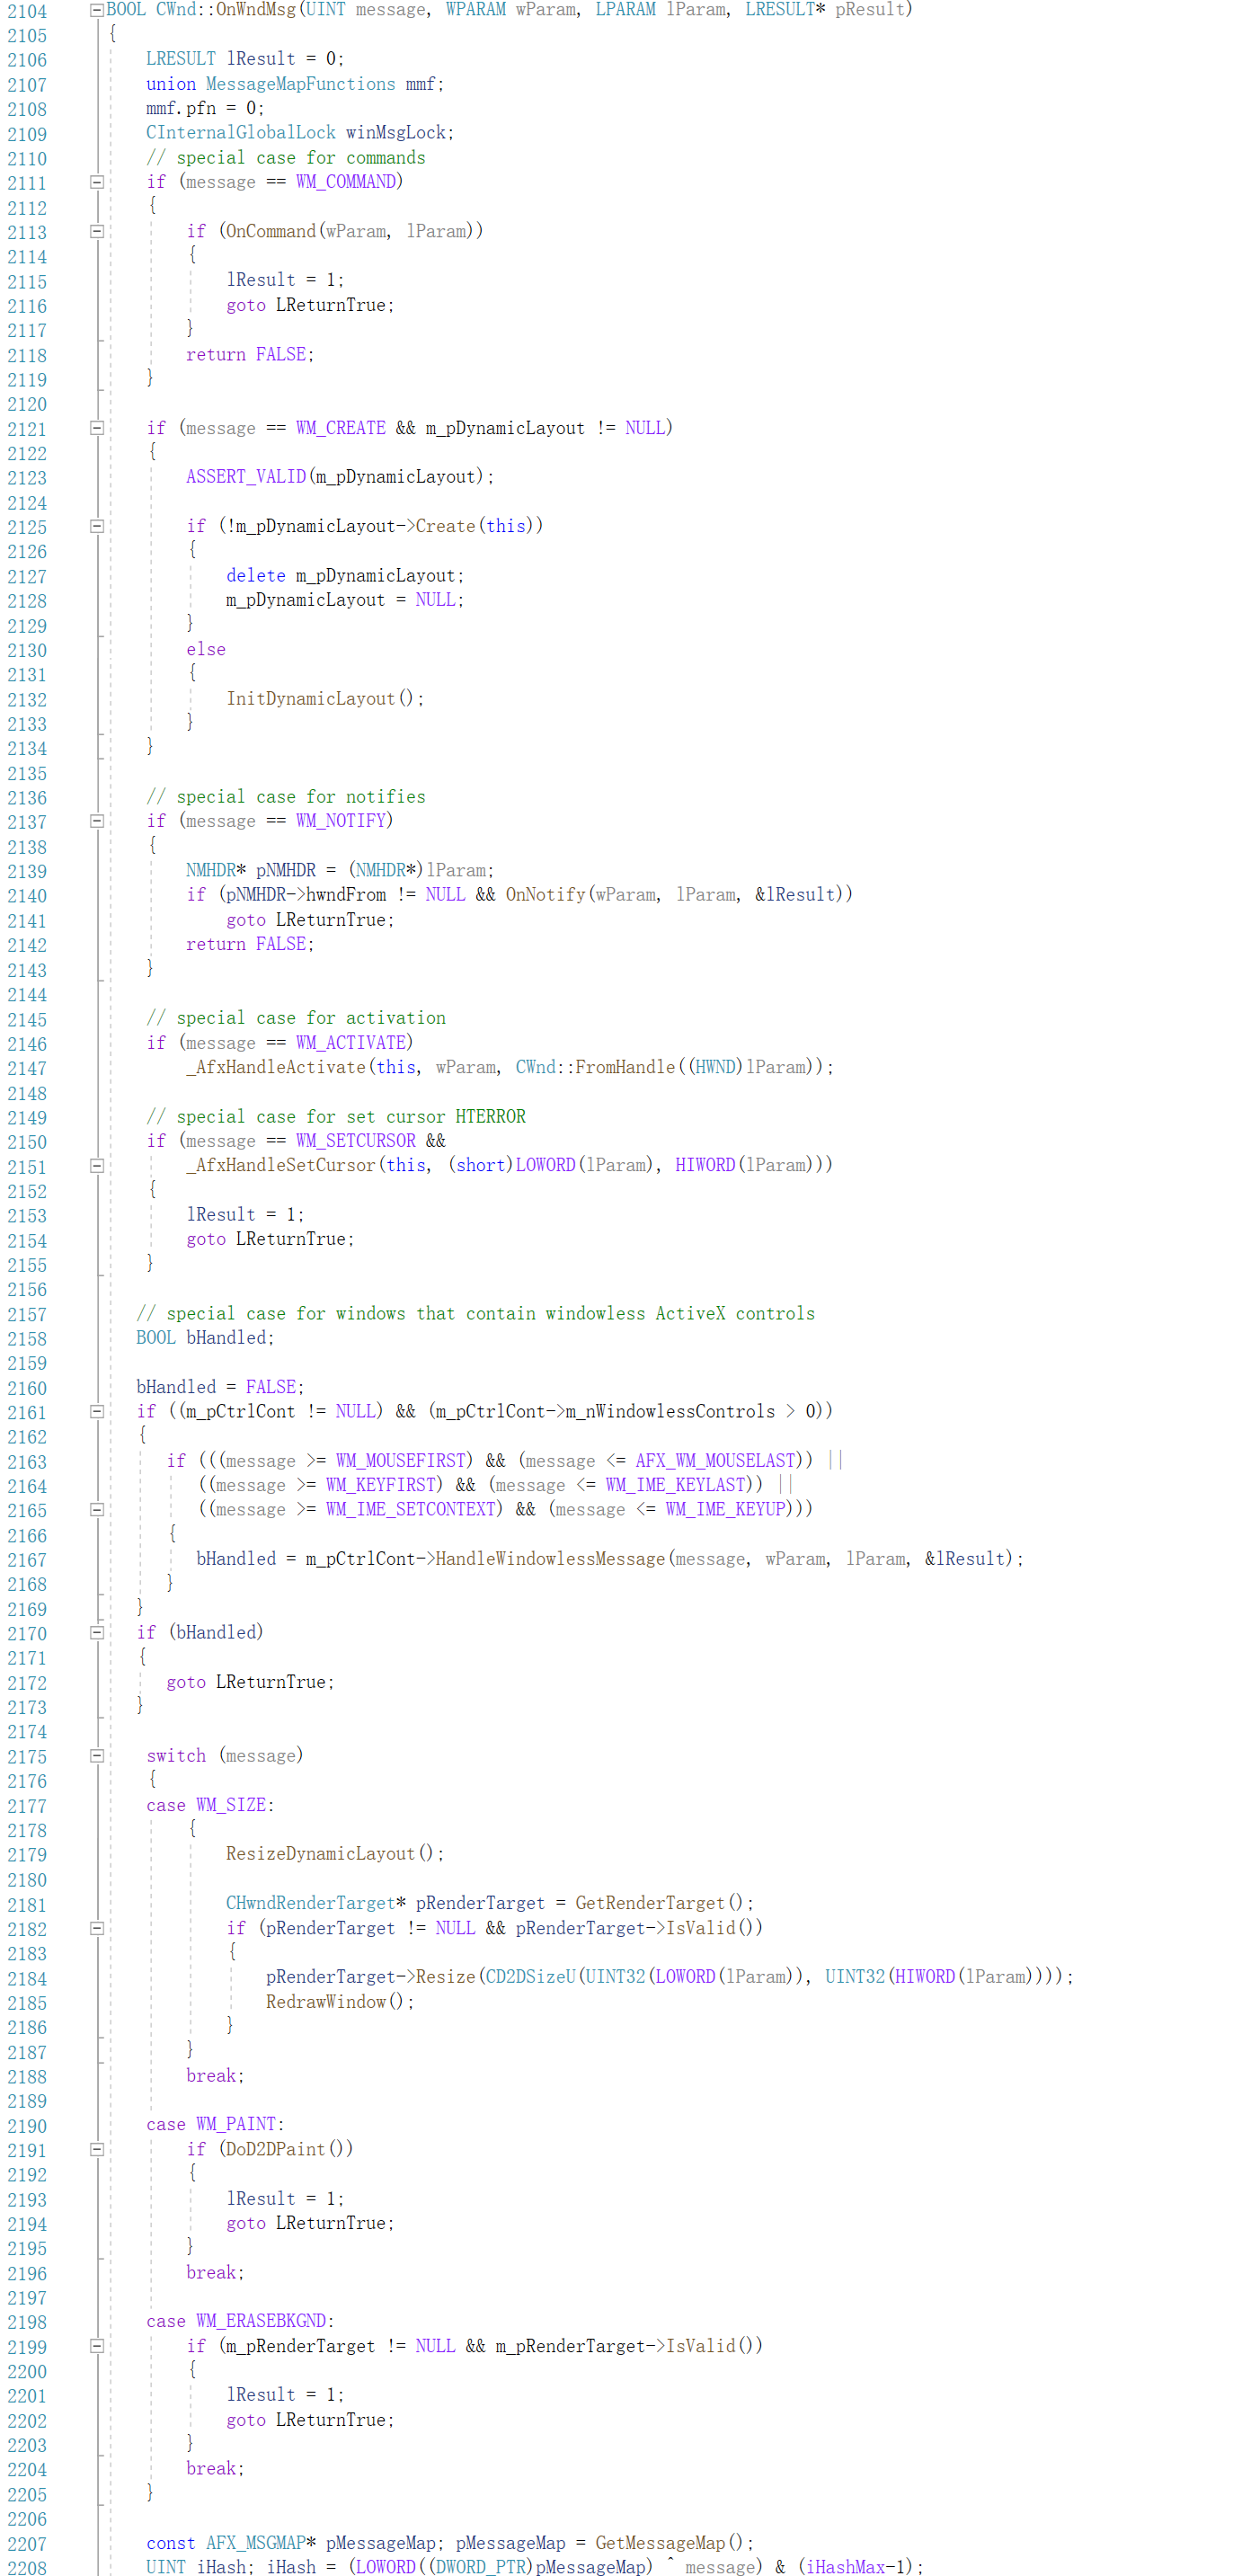 2104 BOOL CWnd::OnWndMsg(UINT message, WPARAM wParam, LPARAM lParam, LRESULT* pResult)
2105 {
2106     LRESULT lResult = 0;
2107     union MessageMapFunctions mmf;
2108     mmf.pfn = 0;
2109     CInternalGlobalLock winMsgLock;
2110     // special case for commands
2111     if (message == WM_COMMAND)
2112     {
2113         if (OnCommand(wParam, lParam))
2114         {
2115             lResult = 1;
2116             goto LReturnTrue;
2117         }
2118         return FALSE;
2119     }
2120
2121     if (message == WM_CREATE && m_pDynamicLayout != NULL)
2122     {
2123         ASSERT_VALID(m_pDynamicLayout);
2124
2125         if (!m_pDynamicLayout->Create(this))
2126         {
2127             delete m_pDynamicLayout;
2128             m_pDynamicLayout = NULL;
2129         }
2130         else
2131         {
2132             InitDynamicLayout();
2133         }
2134     }
2135
2136     // special case for notifies
2137     if (message == WM_NOTIFY)
2138     {
2139         NMHDR* pNMHDR = (NMHDR*)lParam;
2140         if (pNMHDR->hwndFrom != NULL && OnNotify(wParam, lParam, &lResult))
2141             goto LReturnTrue;
2142         return FALSE;
2143     }
2144
2145     // special case for activation
2146     if (message == WM_ACTIVATE)
2147         _AfxHandleActivate(this, wParam, CWnd::FromHandle((HWND)lParam));
2148
2149     // special case for set cursor HTERROR
2150     if (message == WM_SETCURSOR &&
2151         _AfxHandleSetCursor(this, (short)LOWORD(lParam), HIWORD(lParam)))
2152     {
2153         lResult = 1;
2154         goto LReturnTrue;
2155     }
2156
2157    // special case for windows that contain windowless ActiveX controls
2158    BOOL bHandled;
2159
2160    bHandled = FALSE;
2161    if ((m_pCtrlCont != NULL) && (m_pCtrlCont->m_nWindowlessControls > 0))
2162    {
2163       if (((message >= WM_MOUSEFIRST) && (message <= AFX_WM_MOUSELAST)) ||
2164          ((message >= WM_KEYFIRST) && (message <= WM_IME_KEYLAST)) ||
2165          ((message >= WM_IME_SETCONTEXT) && (message <= WM_IME_KEYUP)))
2166       {
2167          bHandled = m_pCtrlCont->HandleWindowlessMessage(message, wParam, lParam, &lResult);
2168       }
2169    }
2170    if (bHandled)
2171    {
2172       goto LReturnTrue;
2173    }
2174
2175     switch (message)
2176     {
2177     case WM_SIZE:
2178         {
2179             ResizeDynamicLayout();
2180
2181             CHwndRenderTarget* pRenderTarget = GetRenderTarget();
2182             if (pRenderTarget != NULL && pRenderTarget->IsValid())
2183             {
2184                 pRenderTarget->Resize(CD2DSizeU(UINT32(LOWORD(lParam)), UINT32(HIWORD(lParam))));
2185                 RedrawWindow();
2186             }
2187         }
2188         break;
2189
2190     case WM_PAINT:
2191         if (DoD2DPaint())
2192         {
2193             lResult = 1;
2194             goto LReturnTrue;
2195         }
2196         break;
2197
2198     case WM_ERASEBKGND:
2199         if (m_pRenderTarget != NULL && m_pRenderTarget->IsValid())
2200         {
2201             lResult = 1;
2202             goto LReturnTrue;
2203         }
2204         break;
2205     }
2206
2207     const AFX_MSGMAP* pMessageMap; pMessageMap = GetMessageMap();
2208     UINT iHash; iHash = (LOWORD((DWORD_PTR)pMessageMap) ^ message) & (iHashMax-1);